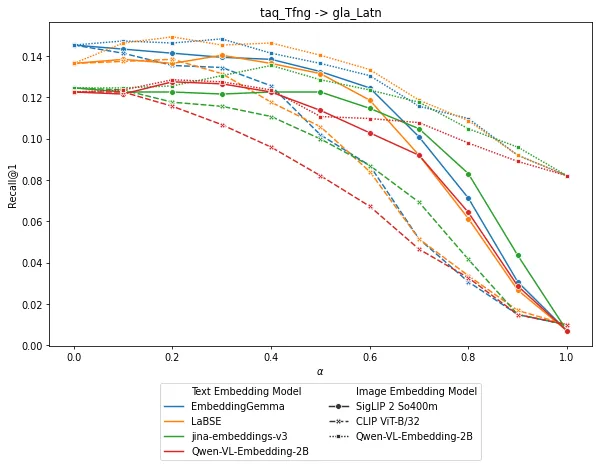 taq_Tfng -> gla_Latn
Recall@1
0.14
0.12
0.10
0.08
0.06
0.04
0.02
0.00
0.0 0.2 0.4 0.6 0.8 1.0
α
Text Embedding Model Image Embedding Model
EmbeddingGemma SigLIP 2 So400m
LaBSE CLIP ViT-B/32
jina-embeddings-v3 Qwen-VL-Embedding-2B
Qwen-VL-Embedding-2B